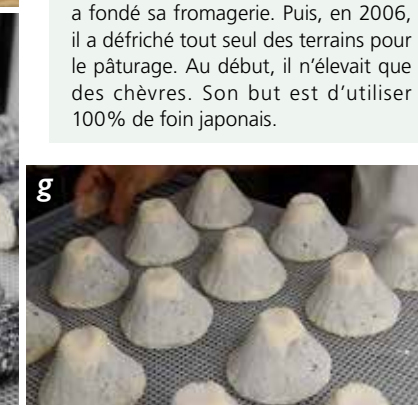 a fondé sa fromagerie. Puis, en 2006,
il a défriché tout seul des terrains pour
le pâturage. Au début, il n’élevait que
des chèvres. Son but est d’utiliser
100% de foin japonais.
g